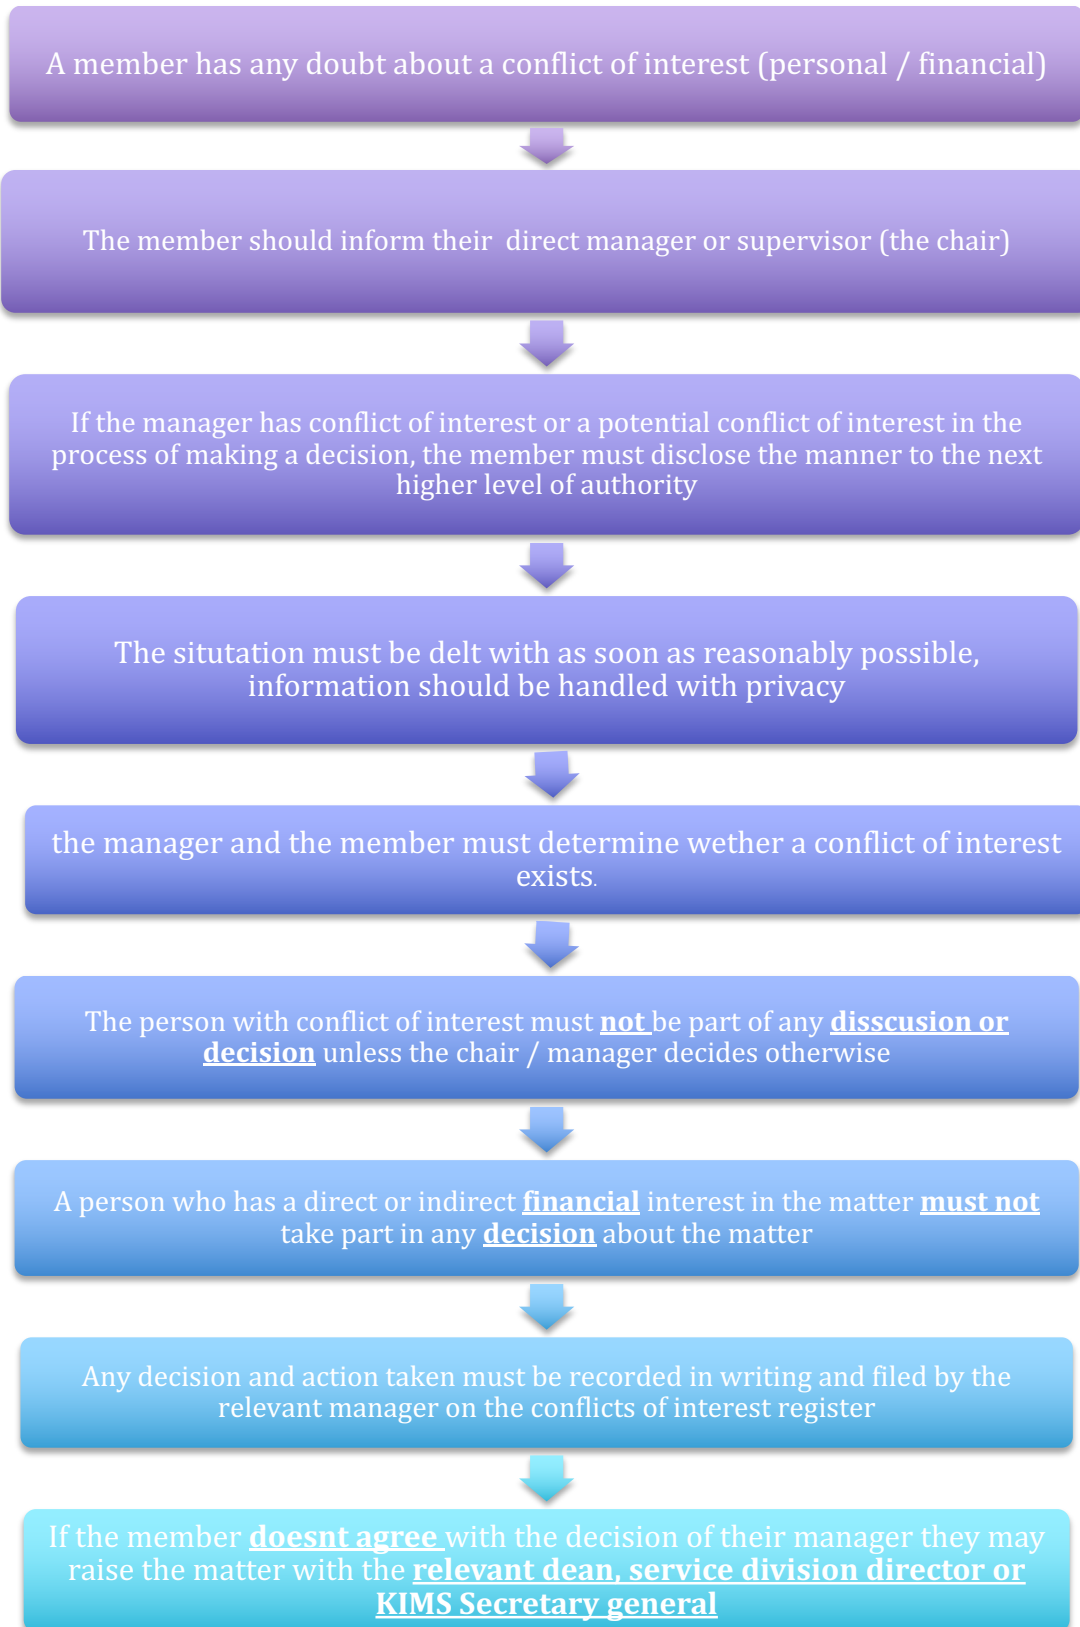 A member has any doubt about a conflict of interest (personal / financial)
The member should inform their  direct manager or supervisor (the chair)
If the manager has conflict of interest or a potential conflict of interest in the
process of making a decision, the member must disclose the manner to the next
higher level of authority
The situtation must be delt with as soon as reasonably possible,
information should be handled with privacy
the manager and the member must determine wether a conflict of interest
exists.
The person with conflict of interest must not be part of any disscusion or
decision unless the chair / manager decides otherwise
A person who has a direct or indirect financial interest in the matter must not
take part in any decision about the matter
Any decision and action taken must be recorded in writing and filed by the
relevant manager on the conflicts of interest register
If the member doesnt agree with the decision of their manager they may
raise the matter with the relevant dean, service division director or
KIMS Secretary general